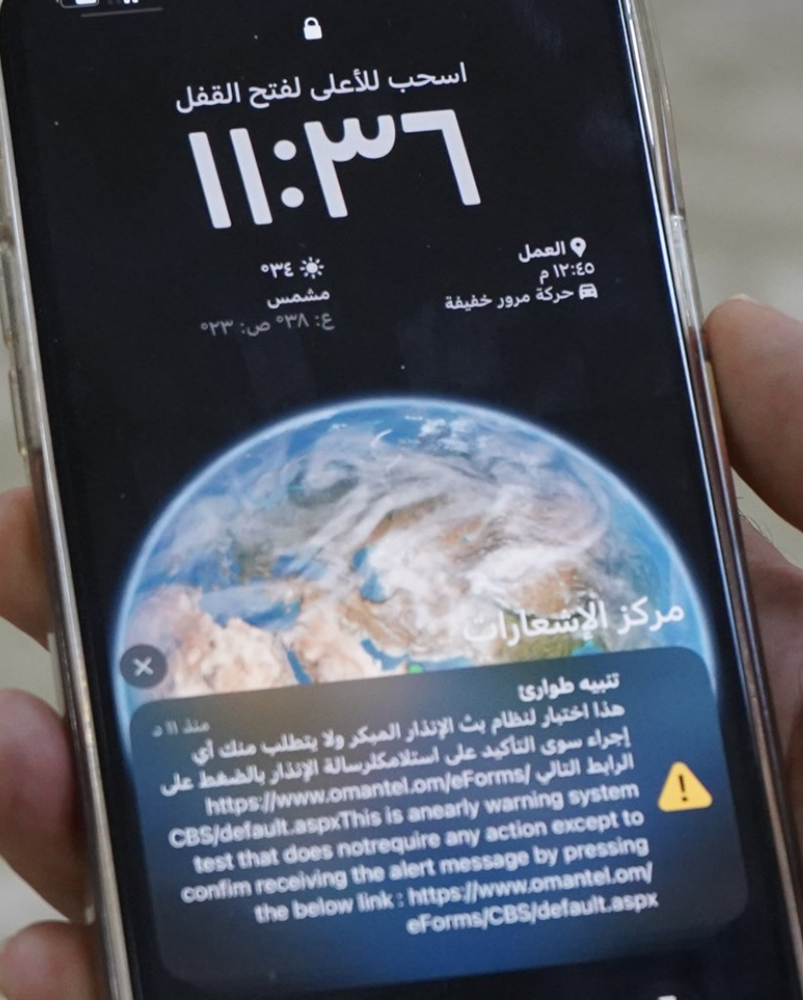 اسحب للأعلى لفتح القفل
١١:٣٦
العمل
١٢:٤٥ م
حركة مرور خفيفة
٣٤°
مشمس
ع: ٣٨° ص: ٢٣°
مركز الإشعارات
تنبيه طوارئ
منذ ١١ د
هذا اختبار لنظام بث الإنذار المبكر ولا يتطلب منك أي
إجراء سوى التأكيد على استلامكلرسالة الإنذار بالضغط على
الرابط التالي https://www.omantel.om/eForms/
CBS/default.aspxThis is anearly warning system
test that does notrequire any action except to
confim receiving the alert message by pressing
the below link : https://www.omantel.om/
eForms/CBS/default.aspx